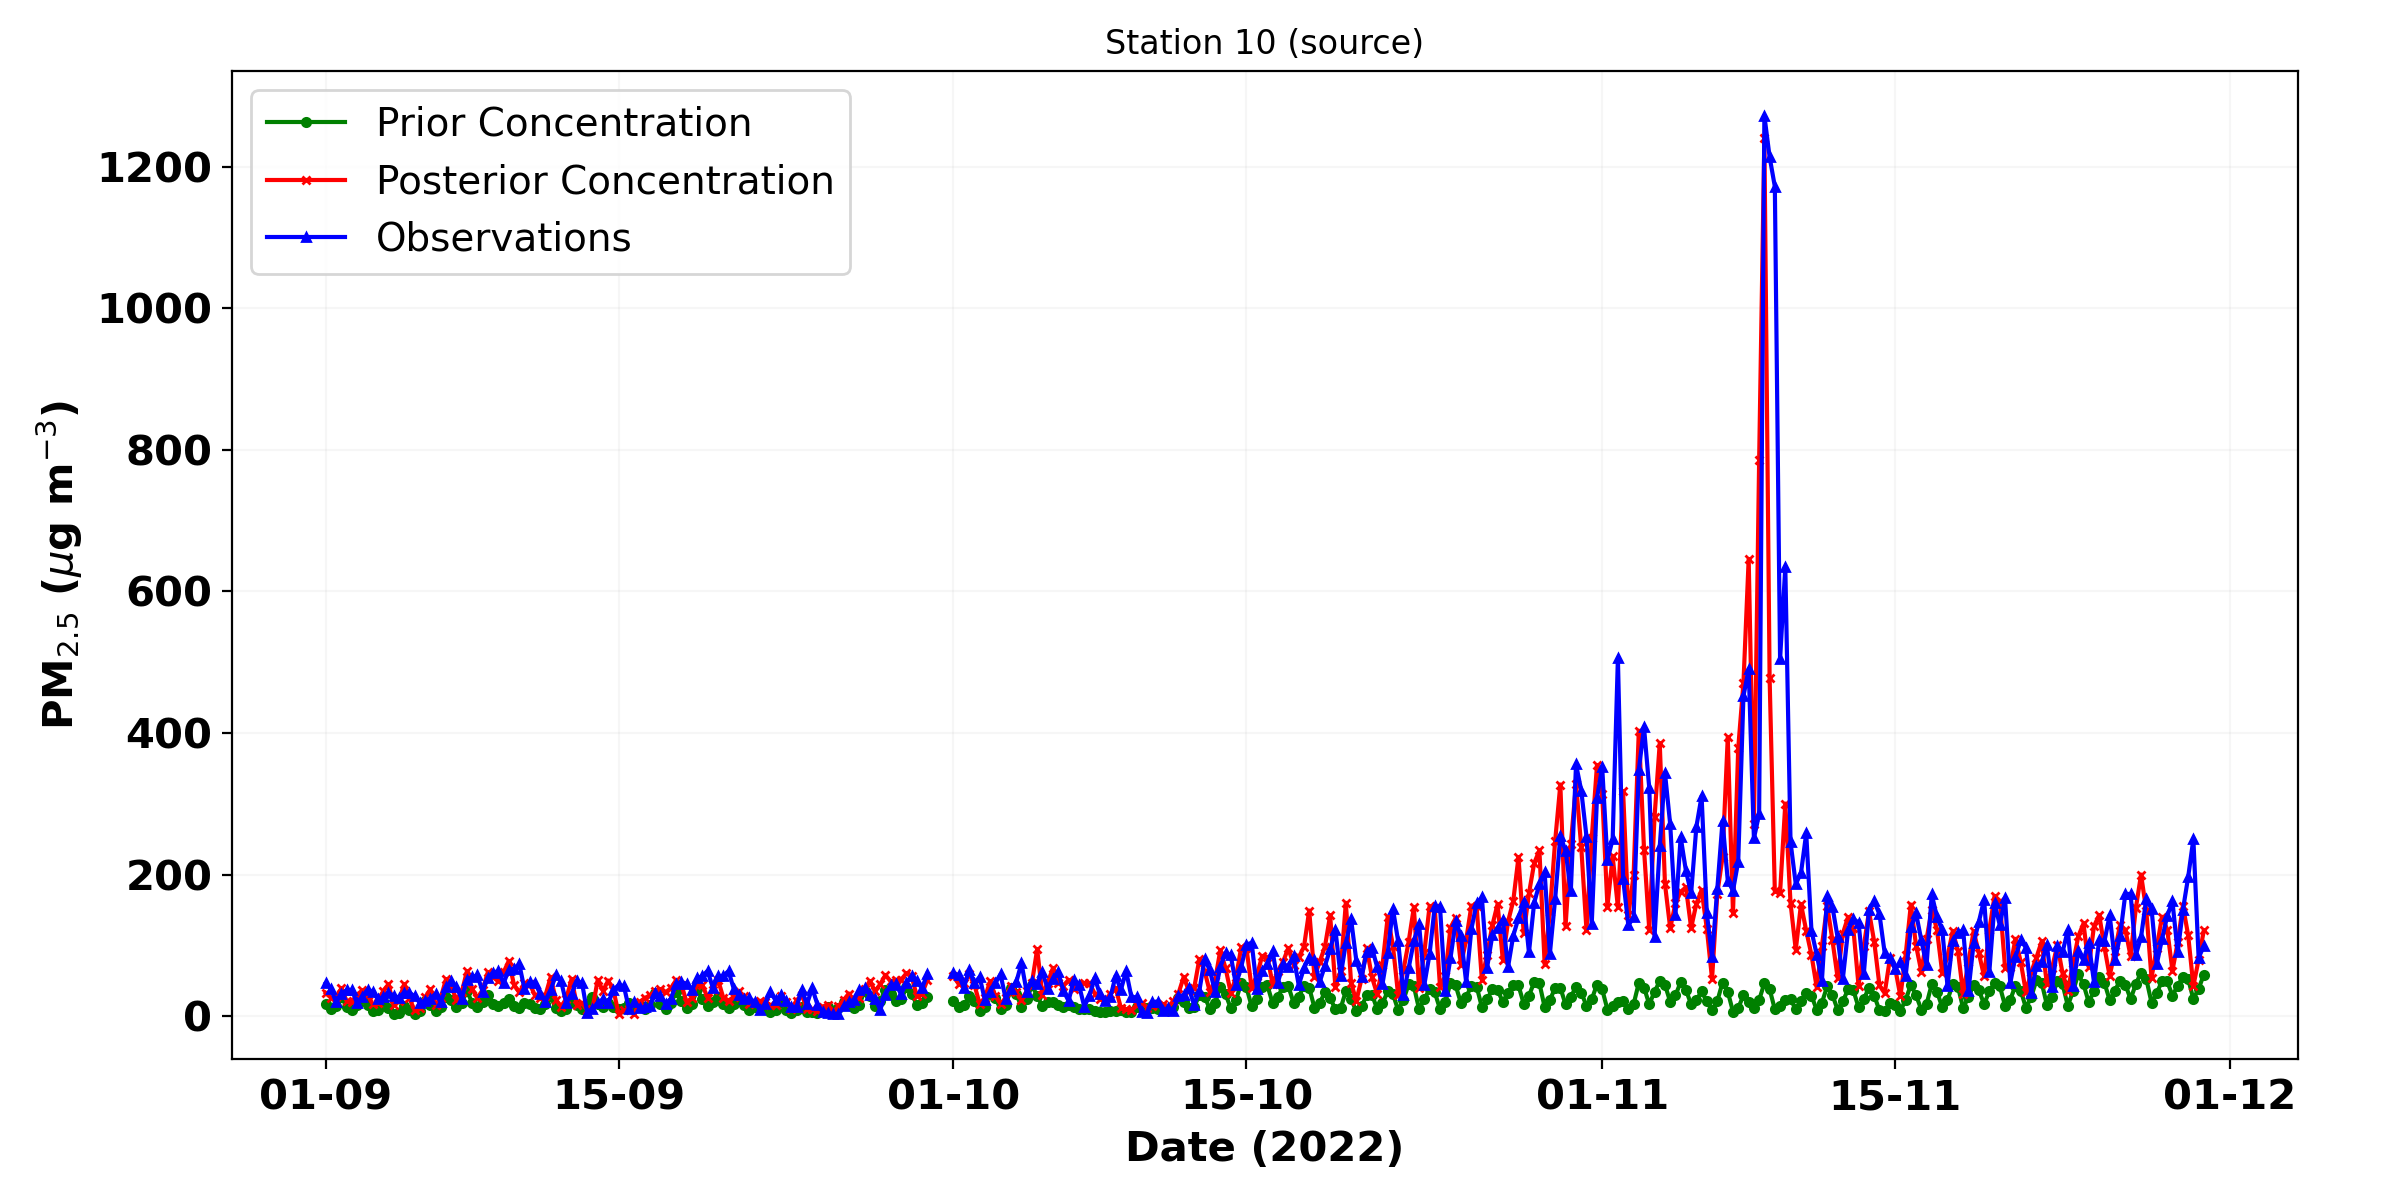 Station 10 (source)
Prior Concentration
Posterior Concentration
Observations
1200
1000
800
600
400
200
0
PM₂.₅ (μg m⁻³)
01-09 15-09 01-10 15-10 01-11 15-11 01-12
Date (2022)